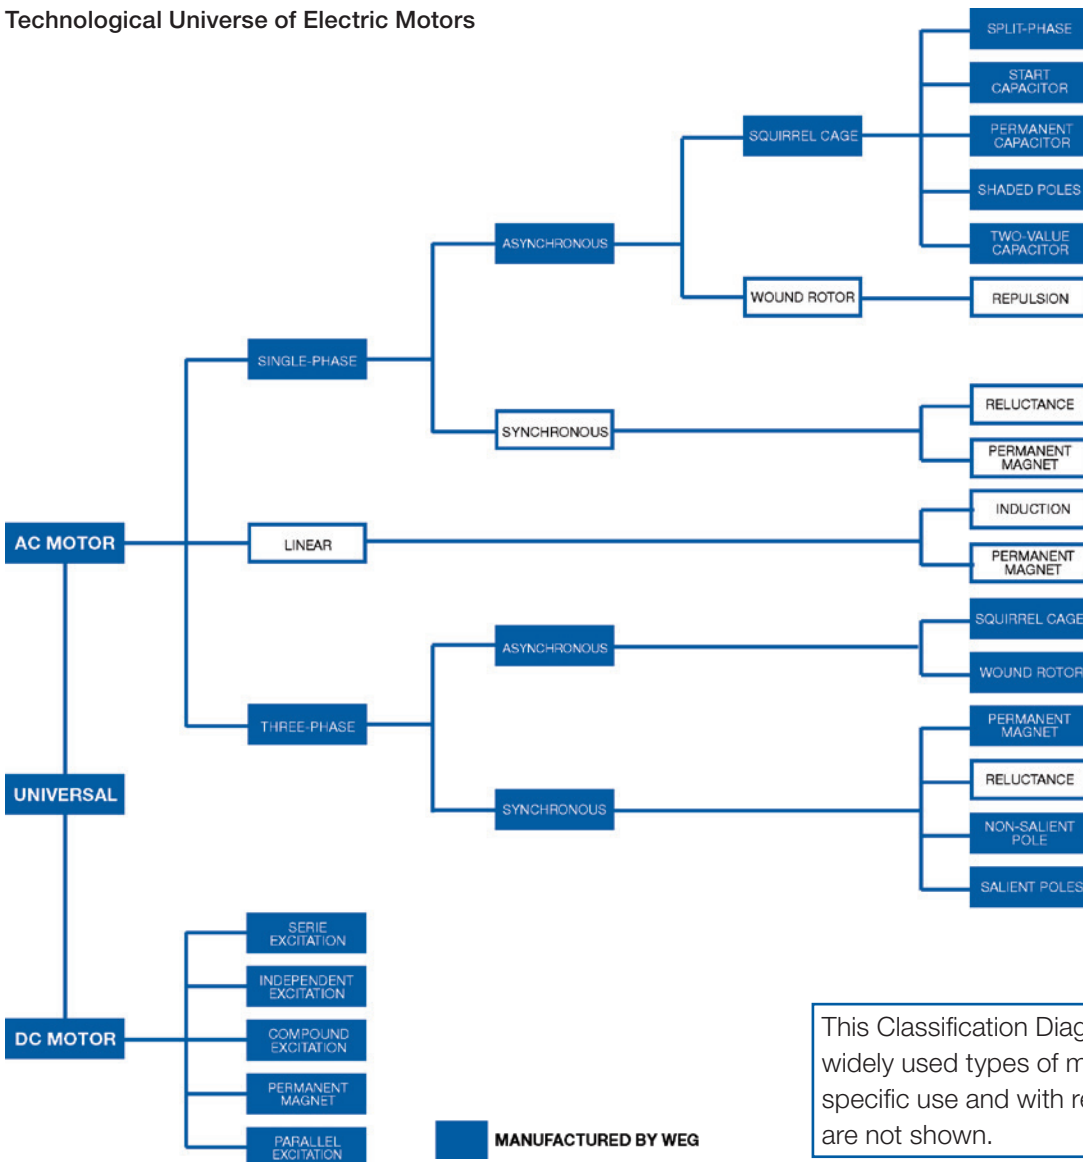 Technological Universe of Electric Motors
SPLIT-PHASE
START
CAPACITOR
SQUIRREL CAGE
PERMANENT
CAPACITOR
SHADED POLES
ASYNCHRONOUS
TWO-VALUE
CAPACITOR
WOUND ROTOR
REPULSION
SINGLE-PHASE
RELUCTANCE
SYNCHRONOUS
PERMANENT
MAGNET
INDUCTION
AC MOTOR
LINEAR
PERMANENT
MAGNET
SQUIRREL CAGE
ASYNCHRONOUS
WOUND ROTOR
THREE-PHASE
PERMANENT
MAGNET
RELUCTANCE
UNIVERSAL
SYNCHRONOUS
NON-SALIENT
POLE
SALIENT POLES
SERIE
EXCITATION
INDEPENDENT
EXCITATION
DC MOTOR
COMPOUND
EXCITATION
PERMANENT
MAGNET
PARALLEL
EXCITATION
MANUFACTURED BY WEG
This Classification Diag
widely used types of m
specific use and with re
are not shown.